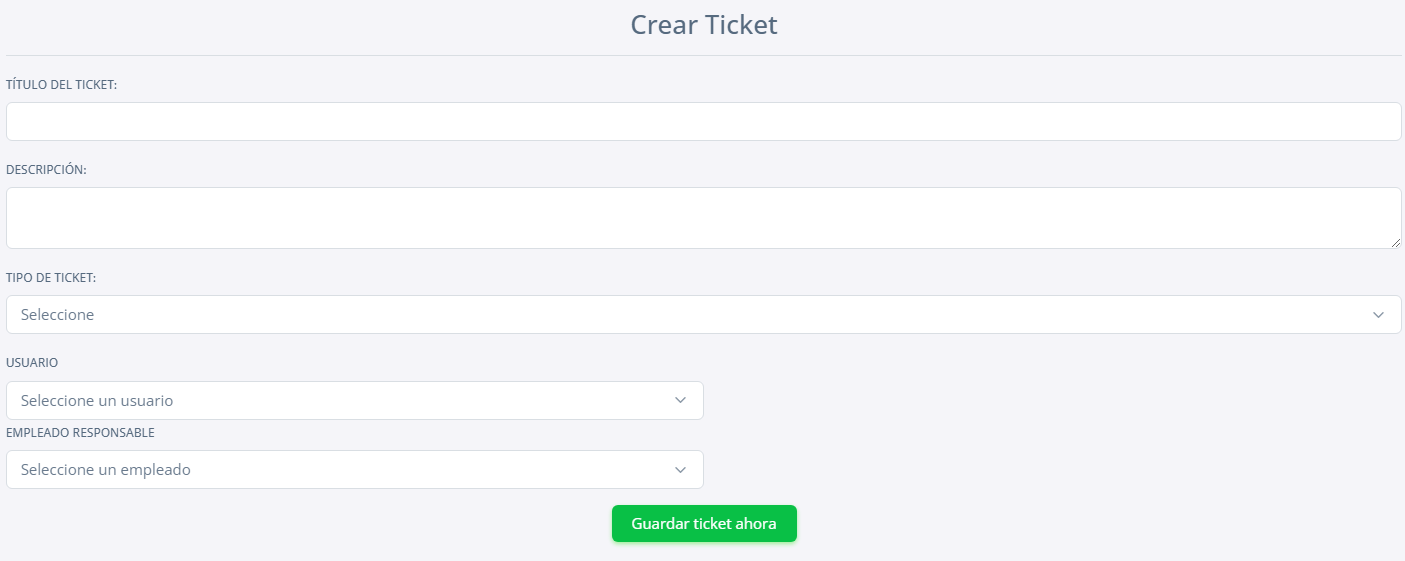 Crear Ticket
TÍTULO DEL TICKET:
DESCRIPCIÓN:
TIPO DE TICKET:
Seleccione
USUARIO
Seleccione un usuario
EMPLEADO RESPONSABLE
Seleccione un empleado
Guardar ticket ahora